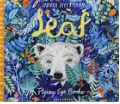 SANDRA DIECKMANN
Leaf
Flying Eye Books